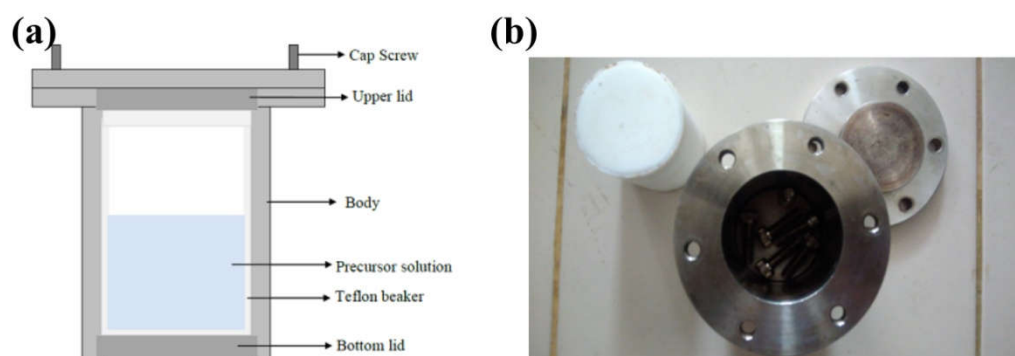 (a)
Cap Screw
Upper lid
Body
Precursor solution
Teflon beaker
Bottom lid
(b)